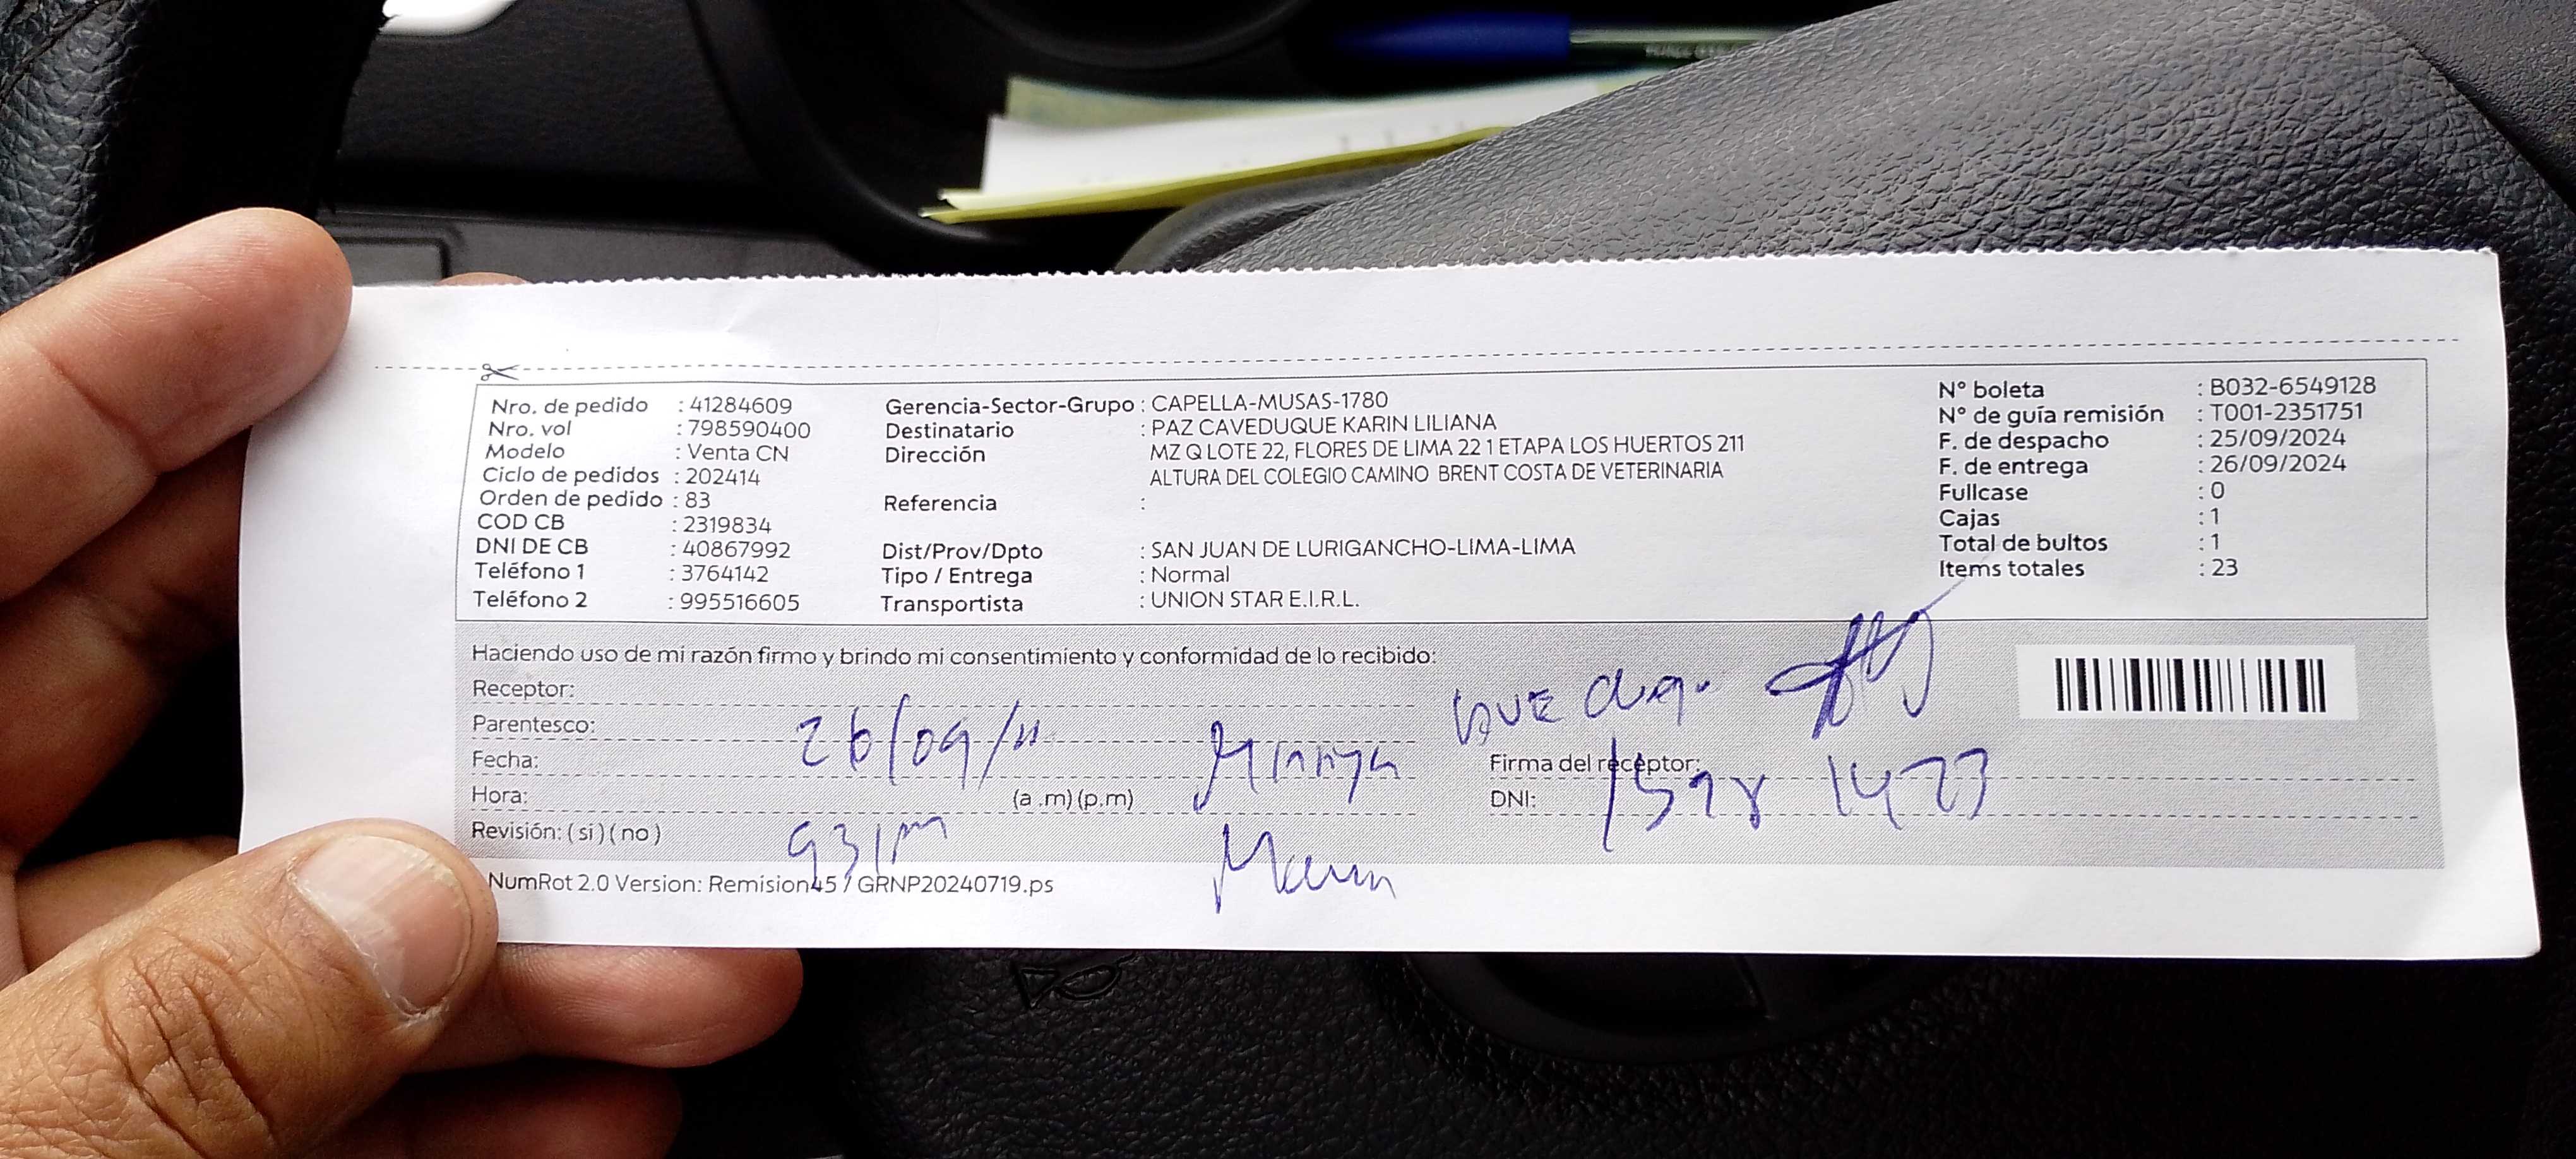 Nro. de pedido : 41284609
Nro. vol : 798590400
Modelo : Venta CN
Ciclo de pedidos : 202414
Orden de pedido : 83
COD CB : 2319834
DNI DE CB : 40867992
Teléfono 1 : 3764142
Teléfono 2 : 995516605
Gerencia-Sector-Grupo : CAPELLA-MUSAS-1780
Destinatario : PAZ CAVEDUQUE KARIN LILIANA
Dirección MZ Q LOTE 22, FLORES DE LIMA 22 1 ETAPA LOS HUERTOS 211
ALTURA DEL COLEGIO CAMINO BRENT COSTA DE VETERINARIA
Referencia :
Dist/Prov/Dpto : SAN JUAN DE LURIGANCHO-LIMA-LIMA
Tipo / Entrega : Normal
Transportista : UNION STAR E.I.R.L.
N° boleta : B032-6549128
N° de guía remisión : T001-2351751
F. de despacho : 25/09/2024
F. de entrega : 26/09/2024
Fullcase : 0
Cajas : 1
Total de bultos : 1
Items totales : 23
Haciendo uso de mi razón firmo y brindo mi consentimiento y conformidad de lo recibido:
Receptor:
Parentesco:
Fecha: 26/09/
Hora: (a .m) (p.m)
Revisión: ( si ) ( no )
Firma del receptor:
DNI:
NumRot 2.0 Version: Remision45 / GRNP20240719.ps